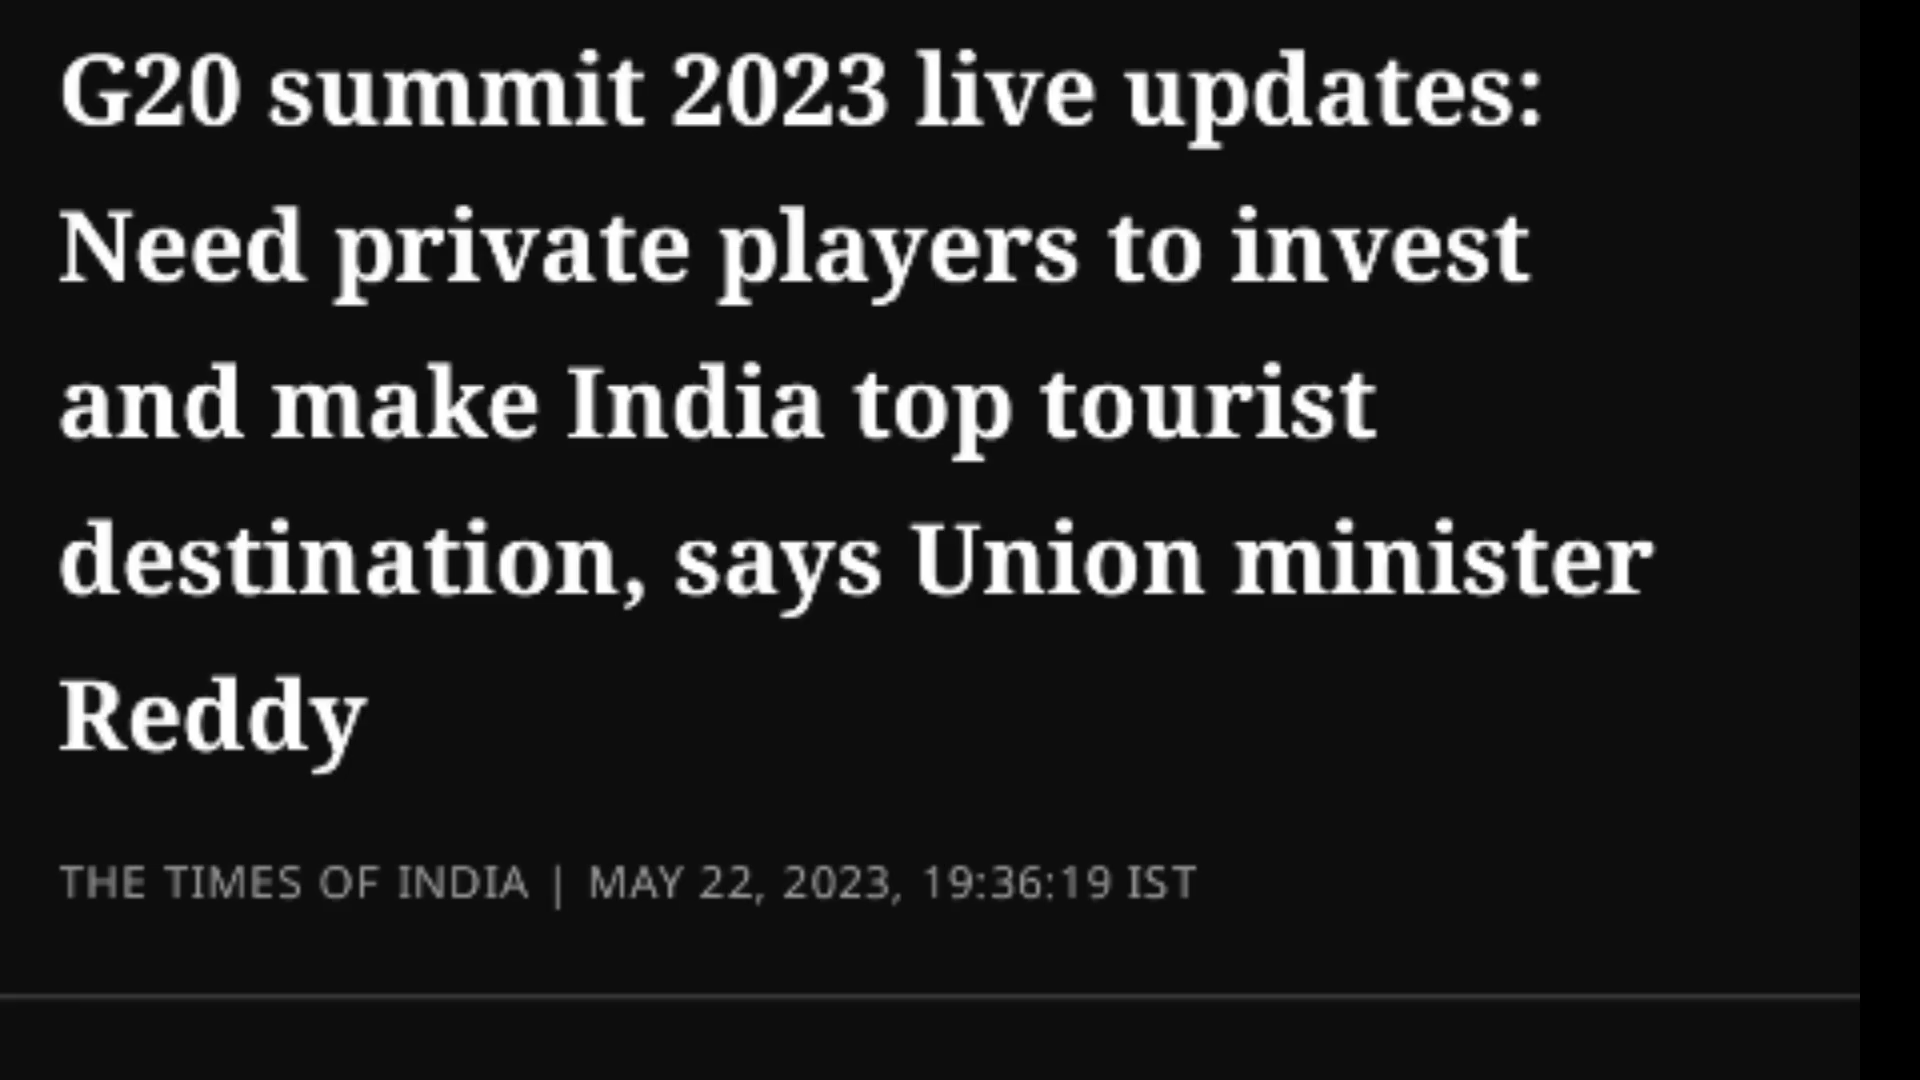 G20 summit 2023 live updates:
Need private players to invest
and make India top tourist
destination, says Union minister
Reddy
THE TIMES OF INDIA | MAY 22, 2023, 19:36:19 IST